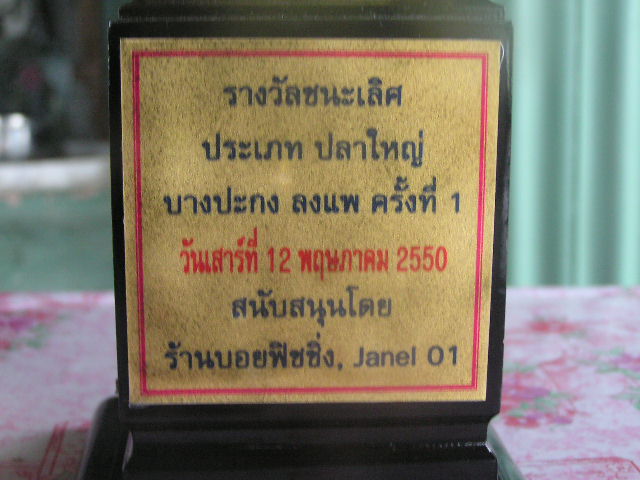 รางวัลชนะเลิศ
ประเภท ปลาใหญ่
บางปะกง ลงแพ ครั้งที่ 1
วันเสาร์ที่ 12 พฤษภาคม 2550
สนับสนุนโดย
ร้านบอยฟิชชิ่ง, Janel 01